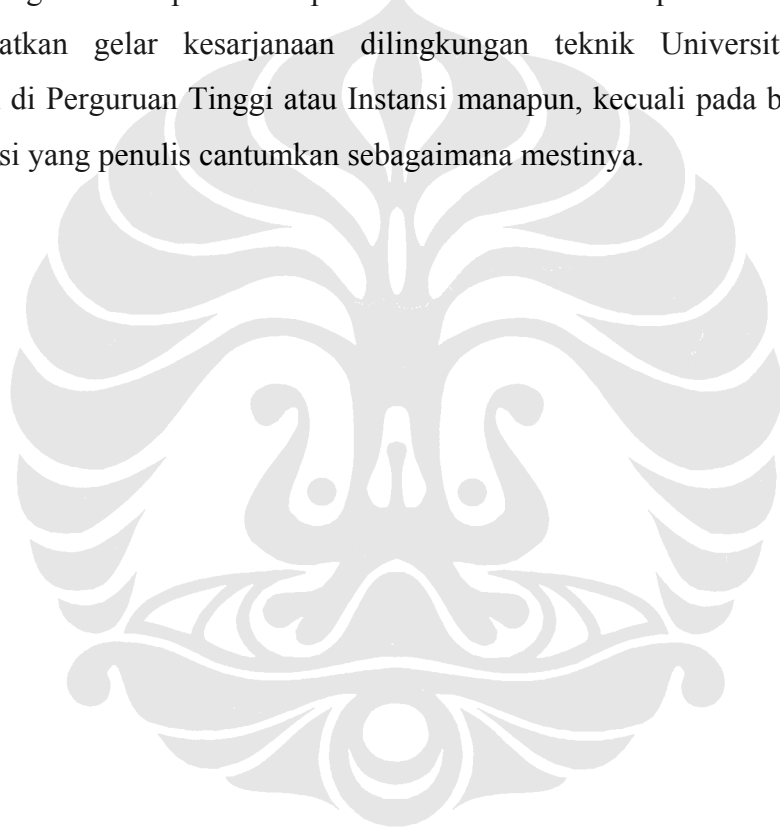 atkan gelar kesarjanaan dilingkungan teknik Universit
di Perguruan Tinggi atau Instansi manapun, kecuali pada b
si yang penulis cantumkan sebagaimana mestinya.